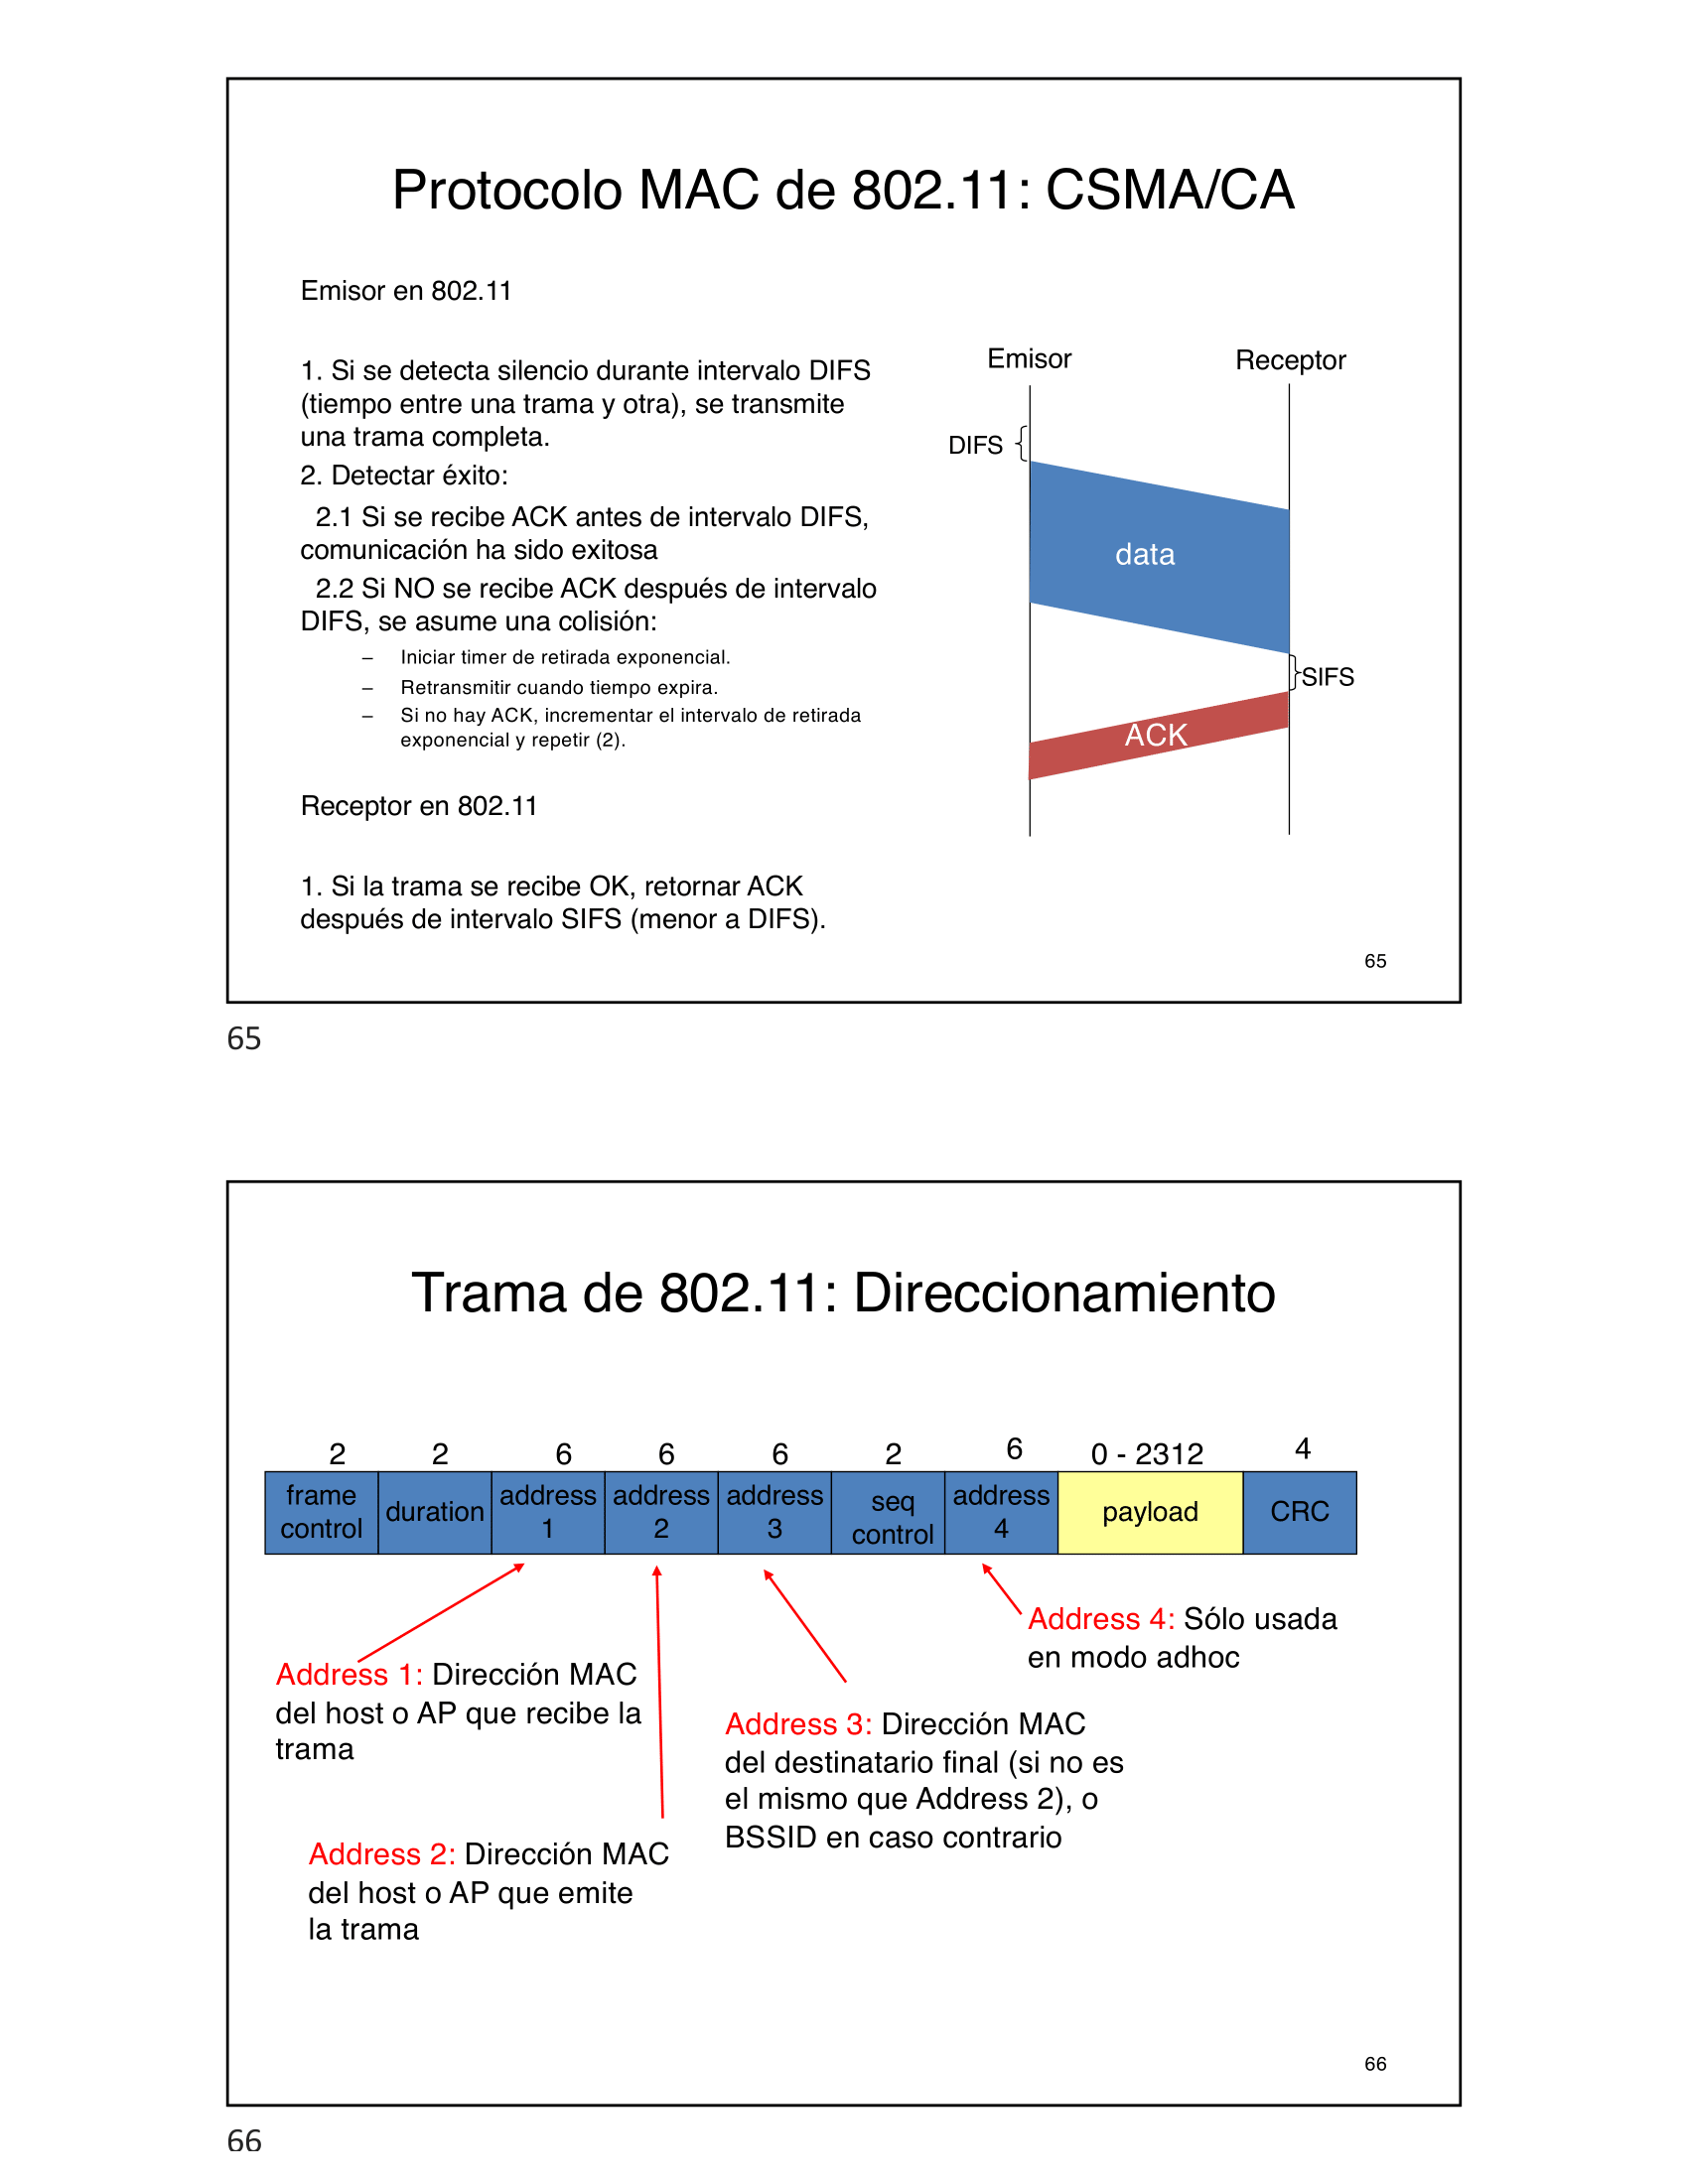 Protocolo MAC de 802.11: CSMA/CA
Emisor en 802.11
1. Si se detecta silencio durante intervalo DIFS
(tiempo entre una trama y otra), se transmite
una trama completa.
2. Detectar éxito:
2.1 Si se recibe ACK antes de intervalo DIFS,
comunicación ha sido exitosa
2.2 Si NO se recibe ACK después de intervalo
DIFS, se asume una colisión:
– Iniciar timer de retirada exponencial.
– Retransmitir cuando tiempo expira.
– Si no hay ACK, incrementar el intervalo de retirada
exponencial y repetir (2).
Receptor en 802.11
1. Si la trama se recibe OK, retornar ACK
después de intervalo SIFS (menor a DIFS).
Emisor
Receptor
DIFS
data
SIFS
ACK
65
65
Trama de 802.11: Direccionamiento
2 2 6 6 6 2 6 0 - 2312 4
frame
control
duration
address
1
address
2
address
3
seq
control
address
4
payload
CRC
Address 4: Sólo usada
en modo adhoc
Address 1: Dirección MAC
del host o AP que recibe la
trama
Address 3: Dirección MAC
del destinatario final (si no es
el mismo que Address 2), o
BSSID en caso contrario
Address 2: Dirección MAC
del host o AP que emite
la trama
66
66